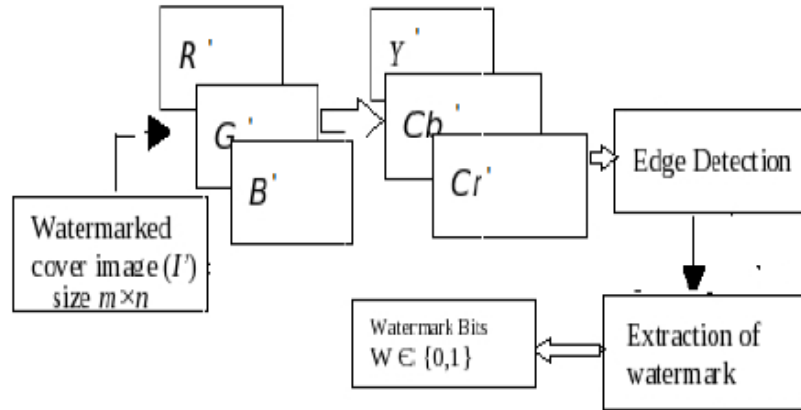 R '
G '
B '
Y '
Cb '
Cr '
Edge Detection
Watermarked
cover image (I')
size m×n
Watermark Bits
W Є {0,1}
Extraction of
watermark